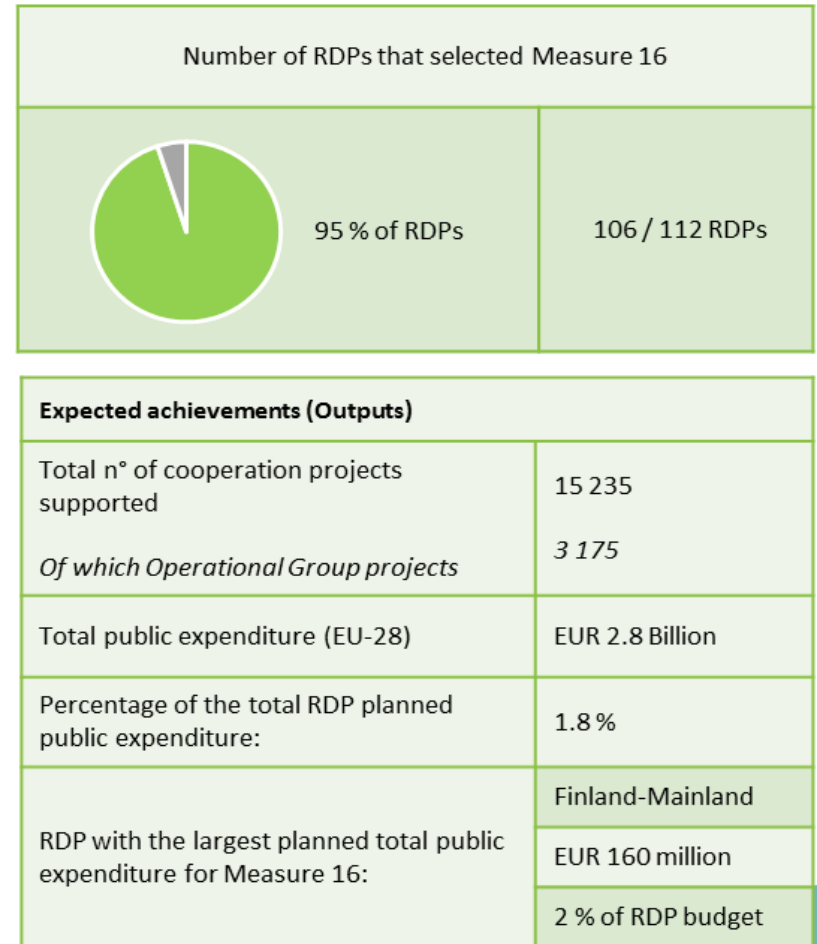 Number of RDPs that selected Measure 16
95 % of RDPs
106 / 112 RDPs
Expected achievements (Outputs)
Total n° of cooperation projects
supported
15 235
Of which Operational Group projects
3 175
Total public expenditure (EU-28)
EUR 2.8 Billion
Percentage of the total RDP planned
public expenditure:
1.8 %
RDP with the largest planned total public
expenditure for Measure 16:
Finland-Mainland
EUR 160 million
2 % of RDP budget